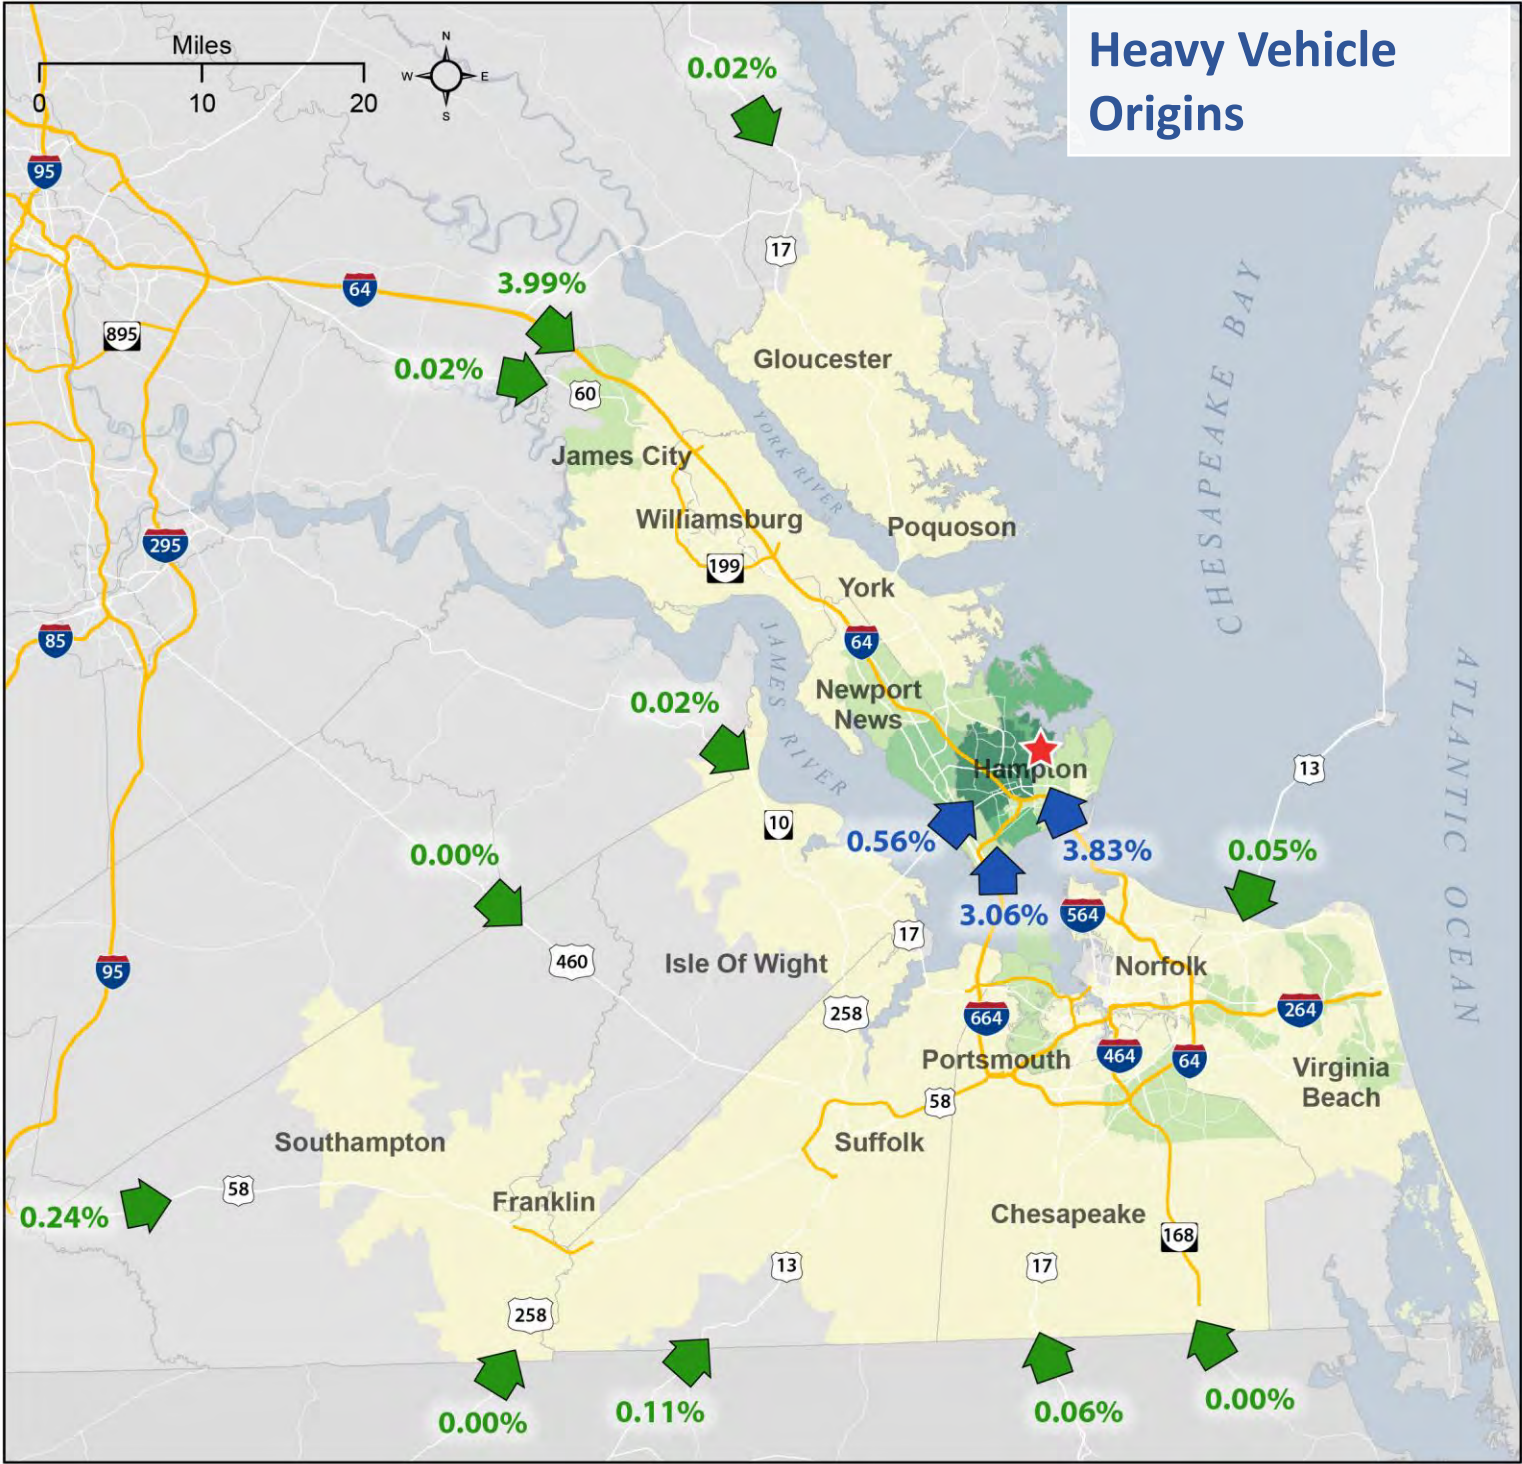 Heavy Vehicle
Origins
Miles
0
10
20
N
W
E
S
0.02%
95
17
CHESAPEAKE BAY
3.99%
64
895
0.02%
60
Gloucester
YORK RIVER
James City
Williamsburg
Poquoson
295
199
York
85
64
JAMES RIVER
ATLANTIC OCEAN
0.02%
Newport
News
Hampton
13
10
0.56%
3.83%
0.05%
0.00%
3.06%
564
17
460
Isle Of Wight
Norfolk
95
258
664
264
Portsmouth
464
64
Virginia
Beach
58
Southampton
Suffolk
58
0.24%
Franklin
Chesapeake
168
13
17
258
0.00%
0.11%
0.06%
0.00%